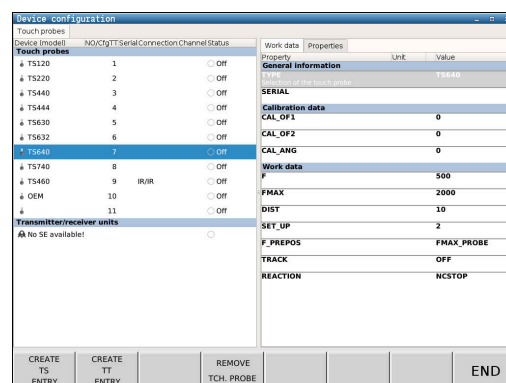 Device configuration
Touch probes
Device (model) NO/CfgTT Serial Connection Channel Status
Touch probes
TS120 1 Off
TS220 2 Off
TS440 3 Off
TS444 4 Off
TS630 5 Off
TS632 6 Off
TS640 7 Off
TS740 8 Off
TS460 9 IR/IR Off
OEM 10 Off
11 Off
Transmitter/receiver units
No SE available!
Work data Properties
Property Unit Value
General information
TYPE TS640
Selection of the touch probe
SERIAL
Calibration data
CAL_OF1 0
CAL_OF2 0
CAL_ANG 0
Work data
F 500
FMAX 2000
DIST 10
SET_UP 2
F_PREPOS FMAX_PROBE
TRACK OFF
REACTION NCSTOP
CREATE TS ENTRY
CREATE TT ENTRY
REMOVE TCH. PROBE
END